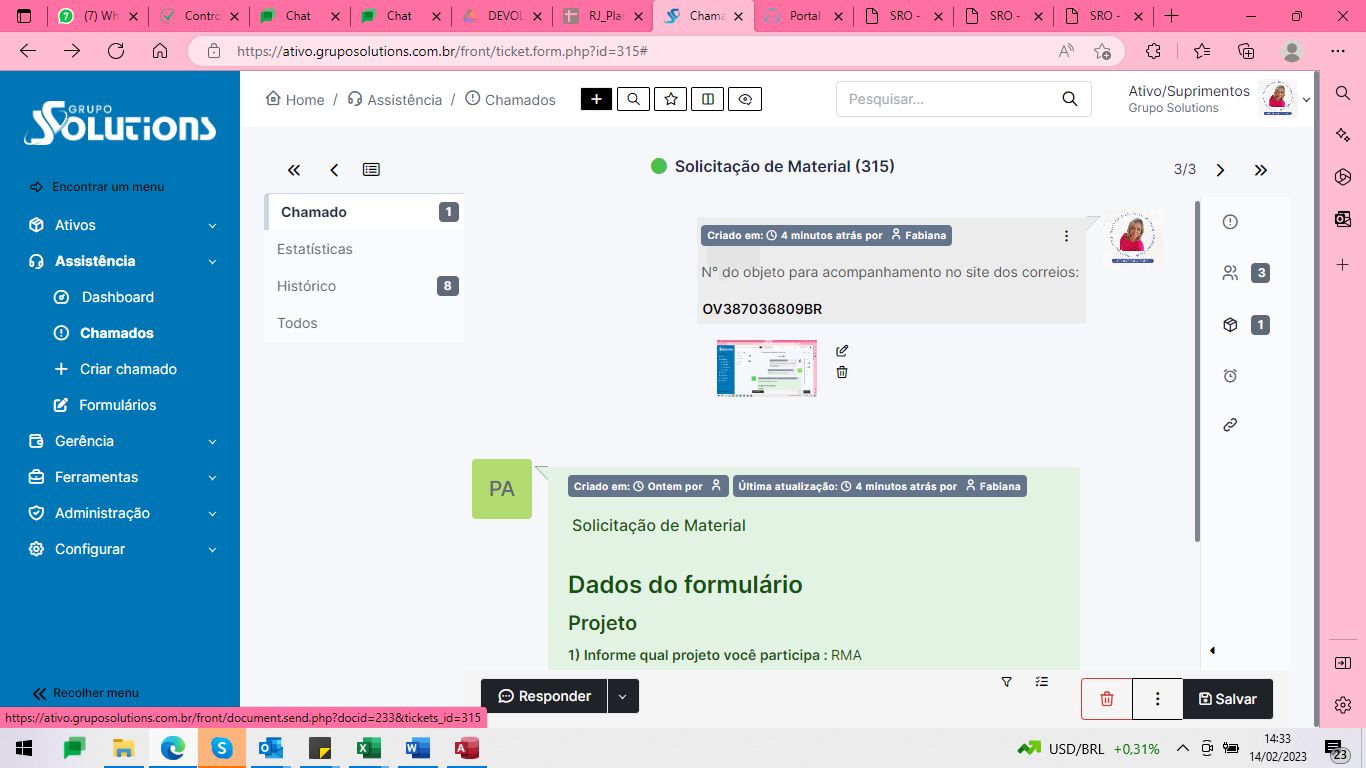 (7) Wh
Contro
Chat
Chat
DEVOL
RJ_Plan
Chama
Portal
SRO -
SRO -
SRO -
https://ativo.gruposolutions.com.br/front/ticket.form.php?id=315#
GRUPO
SOLUTIONS
Home / Assistência / Chamados
Pesquisar...
Ativo/Suprimentos
Grupo Solutions
Encontrar um menu
Ativos
Assistência
Dashboard
Chamados
Criar chamado
Formulários
Gerência
Ferramentas
Administração
Configurar
Recolher menu
Solicitação de Material (315)
3/3
Chamado 1
Estatísticas
Histórico 8
Todos
Criado em: 4 minutos atrás por Fabiana
N° do objeto para acompanhamento no site dos correios:
OV387036809BR
3
1
PA
Criado em: Ontem por
Última atualização: 4 minutos atrás por Fabiana
Solicitação de Material
Dados do formulário
Projeto
1) Informe qual projeto você participa : RMA
Responder
Salvar
https://ativo.gruposolutions.com.br/front/document.send.php?docid=233&tickets_id=315
USD/BRL +0,31%
14:33
14/02/2023
23